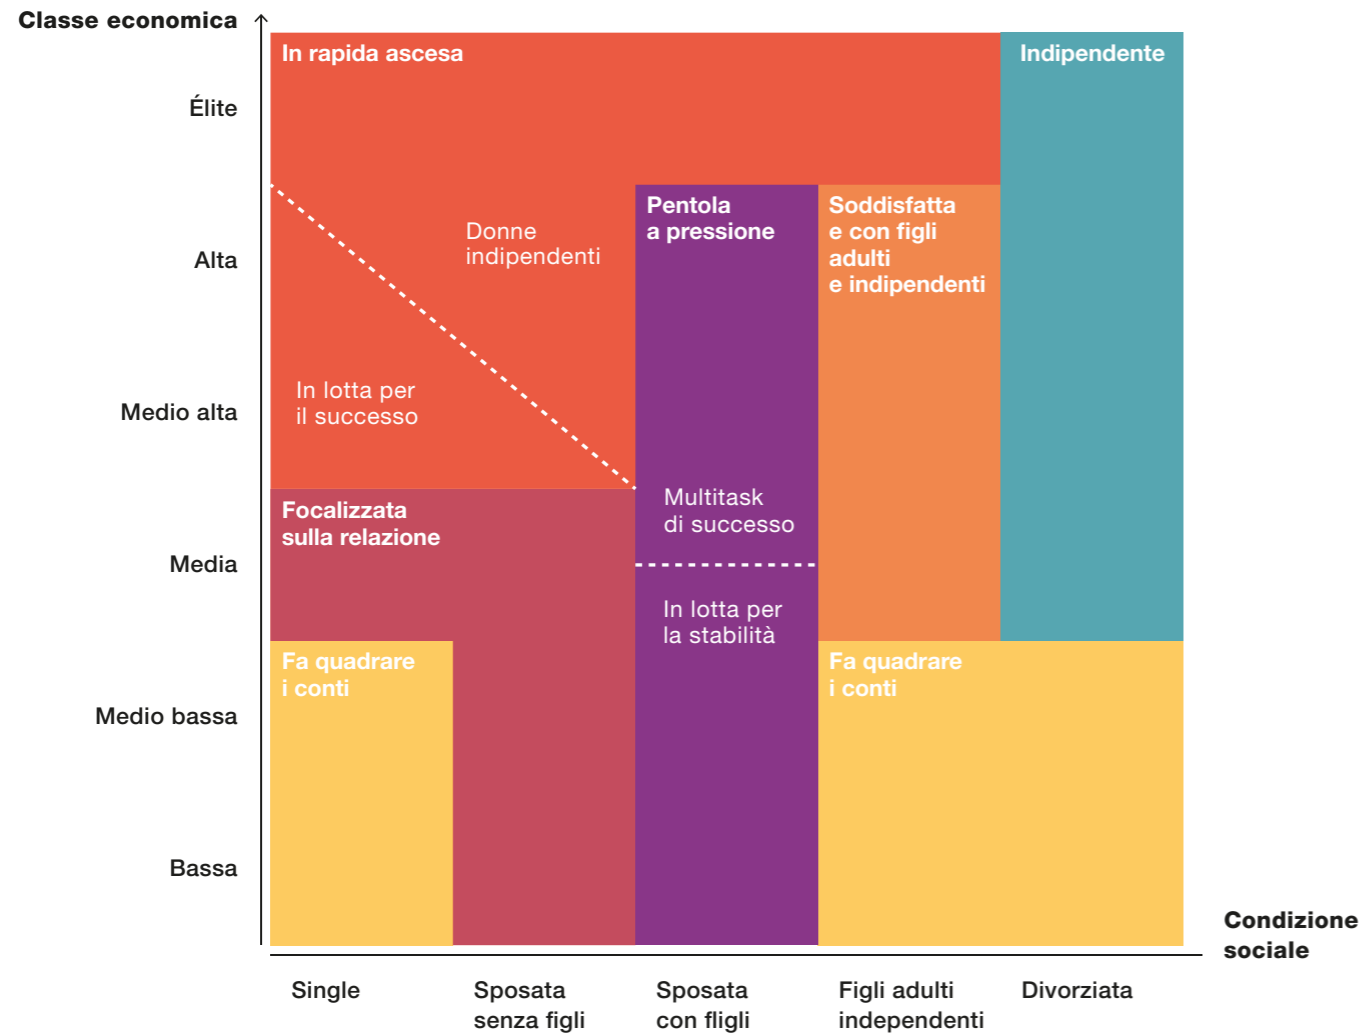 Classe economica
In rapida ascesa
Indipendente
Élite
Pentola
a pressione
Soddisfatta
e con figli
adulti
e indipendenti
Donne
indipendenti
Alta
In lotta per
il successo
Medio alta
Focalizzata
sulla relazione
Multitask
di successo
Media
In lotta per
la stabilità
Fa quadrare
i conti
Fa quadrare
i conti
Medio bassa
Bassa
Condizione
sociale
Single
Sposata
senza figli
Sposata
con fligli
Figli adulti
independenti
Divorziata